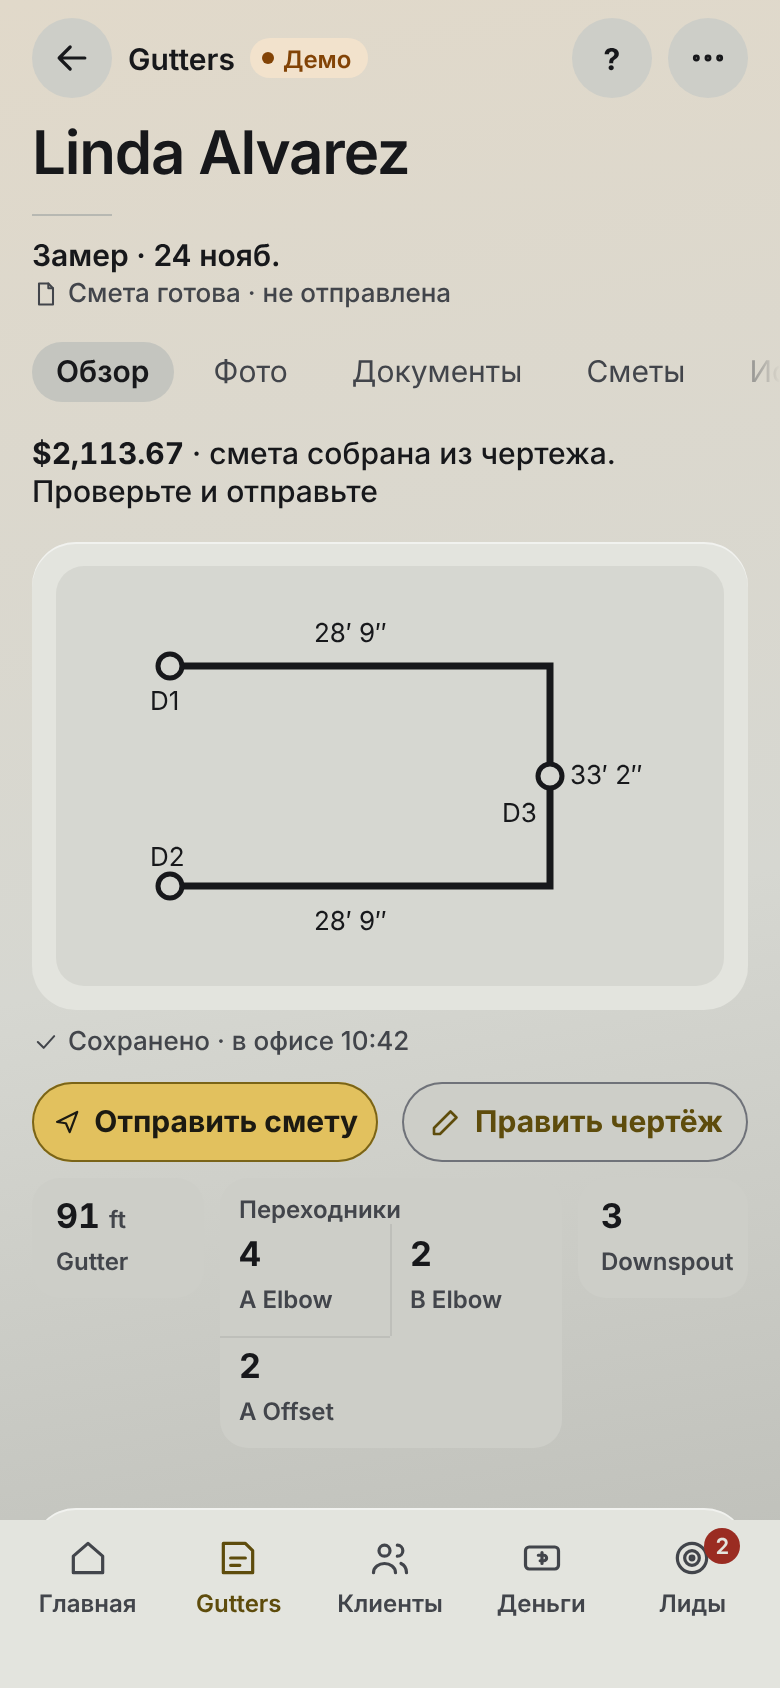 Gutters
Демо
?
Linda Alvarez
Замер · 24 нояб.
Смета готова · не отправлена
Обзор Фото Документы Сметы
$2,113.67 · смета собрана из чертежа.
Проверьте и отправьте
28′ 9″
D1
33′ 2″
D3
D2
28′ 9″
Сохранено · в офисе 10:42
Отправить смету
Править чертёж
91 ft
Gutter
Переходники
4
A Elbow
2
B Elbow
2
A Offset
3
Downspout
2
Главная Gutters Клиенты Деньги Лиды